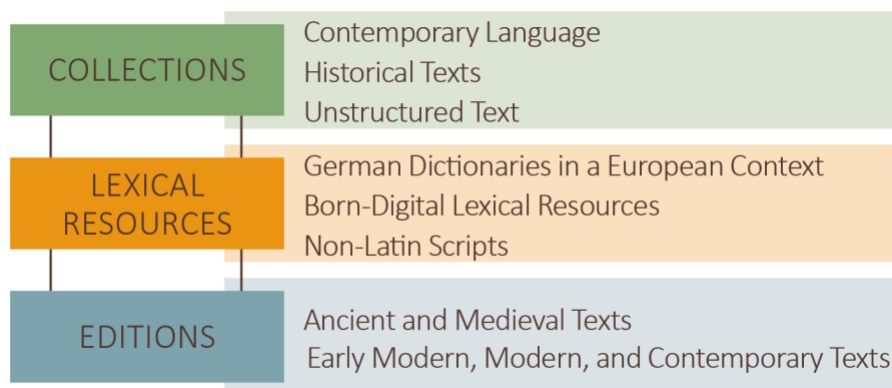 COLLECTIONS
Contemporary Language
Historical Texts
Unstructured Text
LEXICAL
RESOURCES
German Dictionaries in a European Context
Born-Digital Lexical Resources
Non-Latin Scripts
EDITIONS
Ancient and Medieval Texts
Early Modern, Modern, and Contemporary Texts